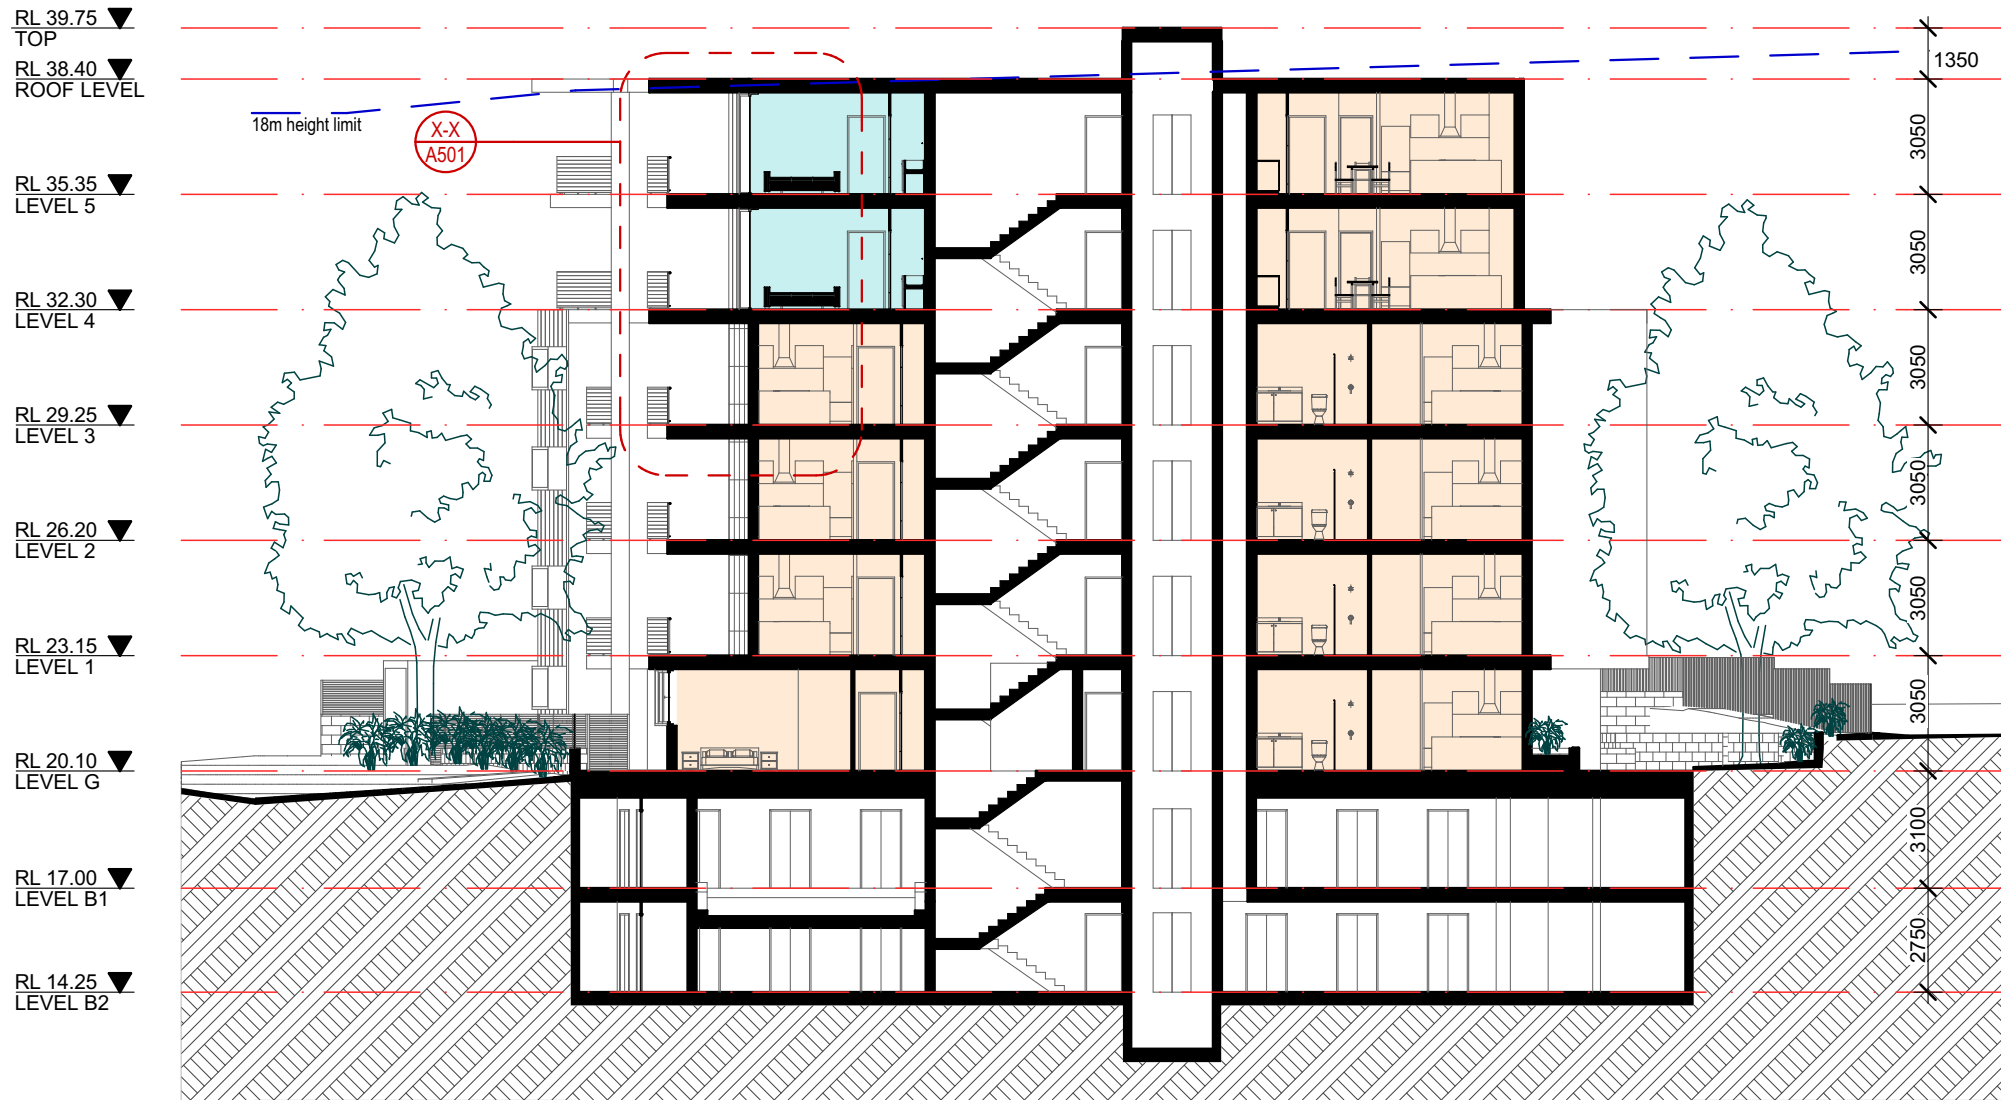 RL 39.75
TOP
RL 38.40
ROOF LEVEL
1350
18m height limit
X-X
A501
3050
RL 35.35
LEVEL 5
3050
RL 32.30
LEVEL 4
3050
RL 29.25
LEVEL 3
3050
RL 26.20
LEVEL 2
3050
RL 23.15
LEVEL 1
3050
RL 20.10
LEVEL G
3100
RL 17.00
LEVEL B1
2750
RL 14.25
LEVEL B2